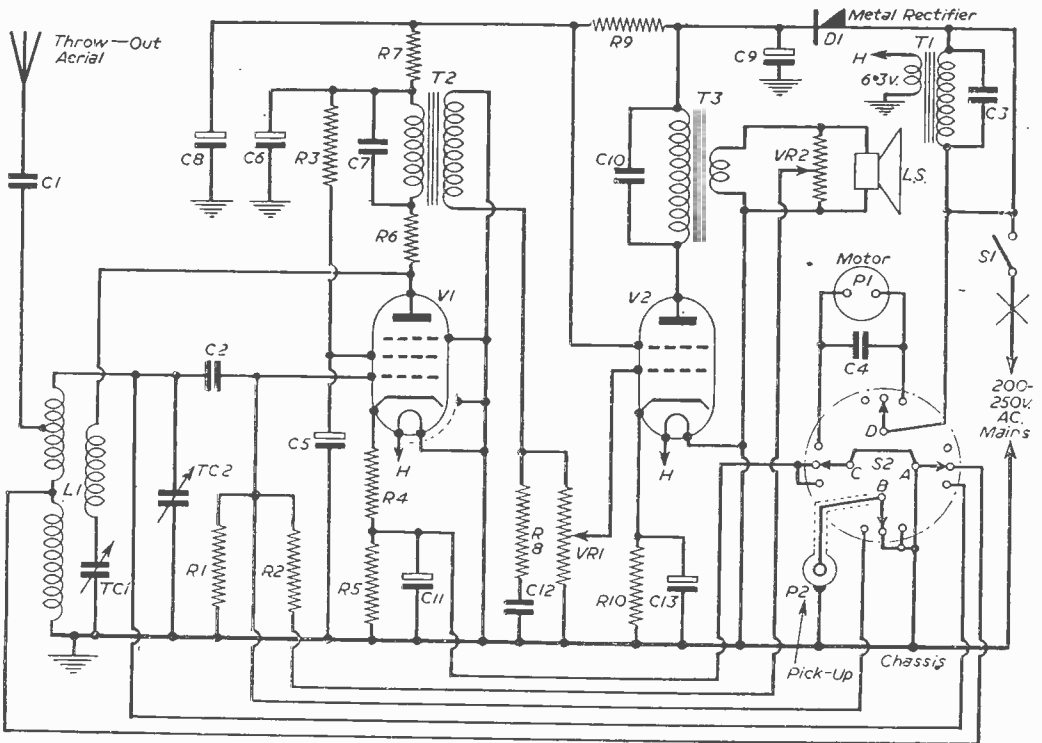 Throw-Out
Aerial
R7
R9
Metal Rectifier
D1
T1
H
6•3v.
C9
C3
T2
T3
C8
C6
R3
C7
C10
VR2
L.S.
C1
R6
S1
Motor
P1
V1
V2
C2
C4
200-
250v.
AC.
Mains
D
C5
H
H
C
S2
A
B
L1
TC2
R4
R
8
VR1
TC1
R1
R2
R5
C11
C12
R10
C13
P2
Pick-Up
Chassis